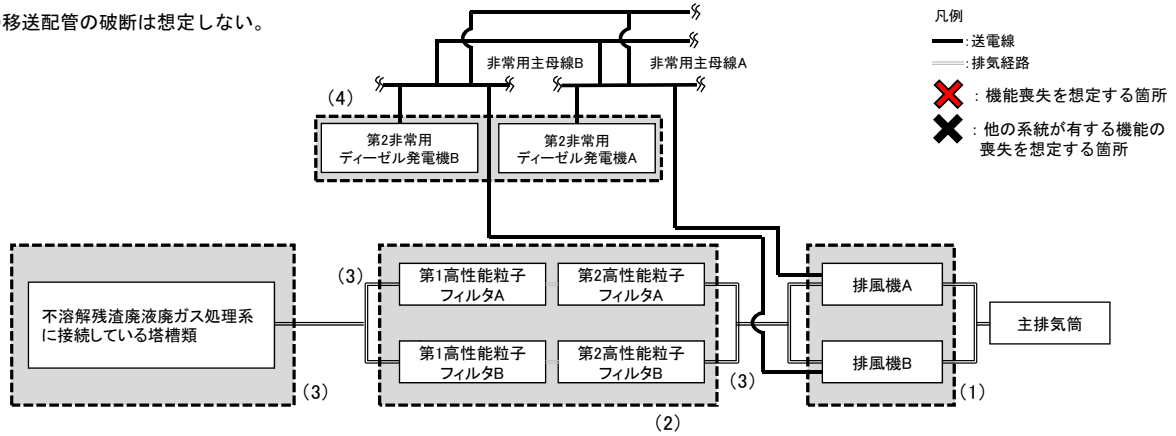 移送配管の破断は想定しない。
凡例
:送電線
:排気経路
:機能喪失を想定する箇所
:他の系統が有する機能の
喪失を想定する箇所
非常用主母線B
非常用主母線A
(4)
第2非常用
ディーゼル発電機B
第2非常用
ディーゼル発電機A
不溶解残渣廃液廃ガス処理系
に接続している塔槽類
(3)
(3)
第1高性能粒子
フィルタA
第2高性能粒子
フィルタA
第1高性能粒子
フィルタB
第2高性能粒子
フィルタB
(3)
(2)
排風機A
排風機B
(1)
主排気筒